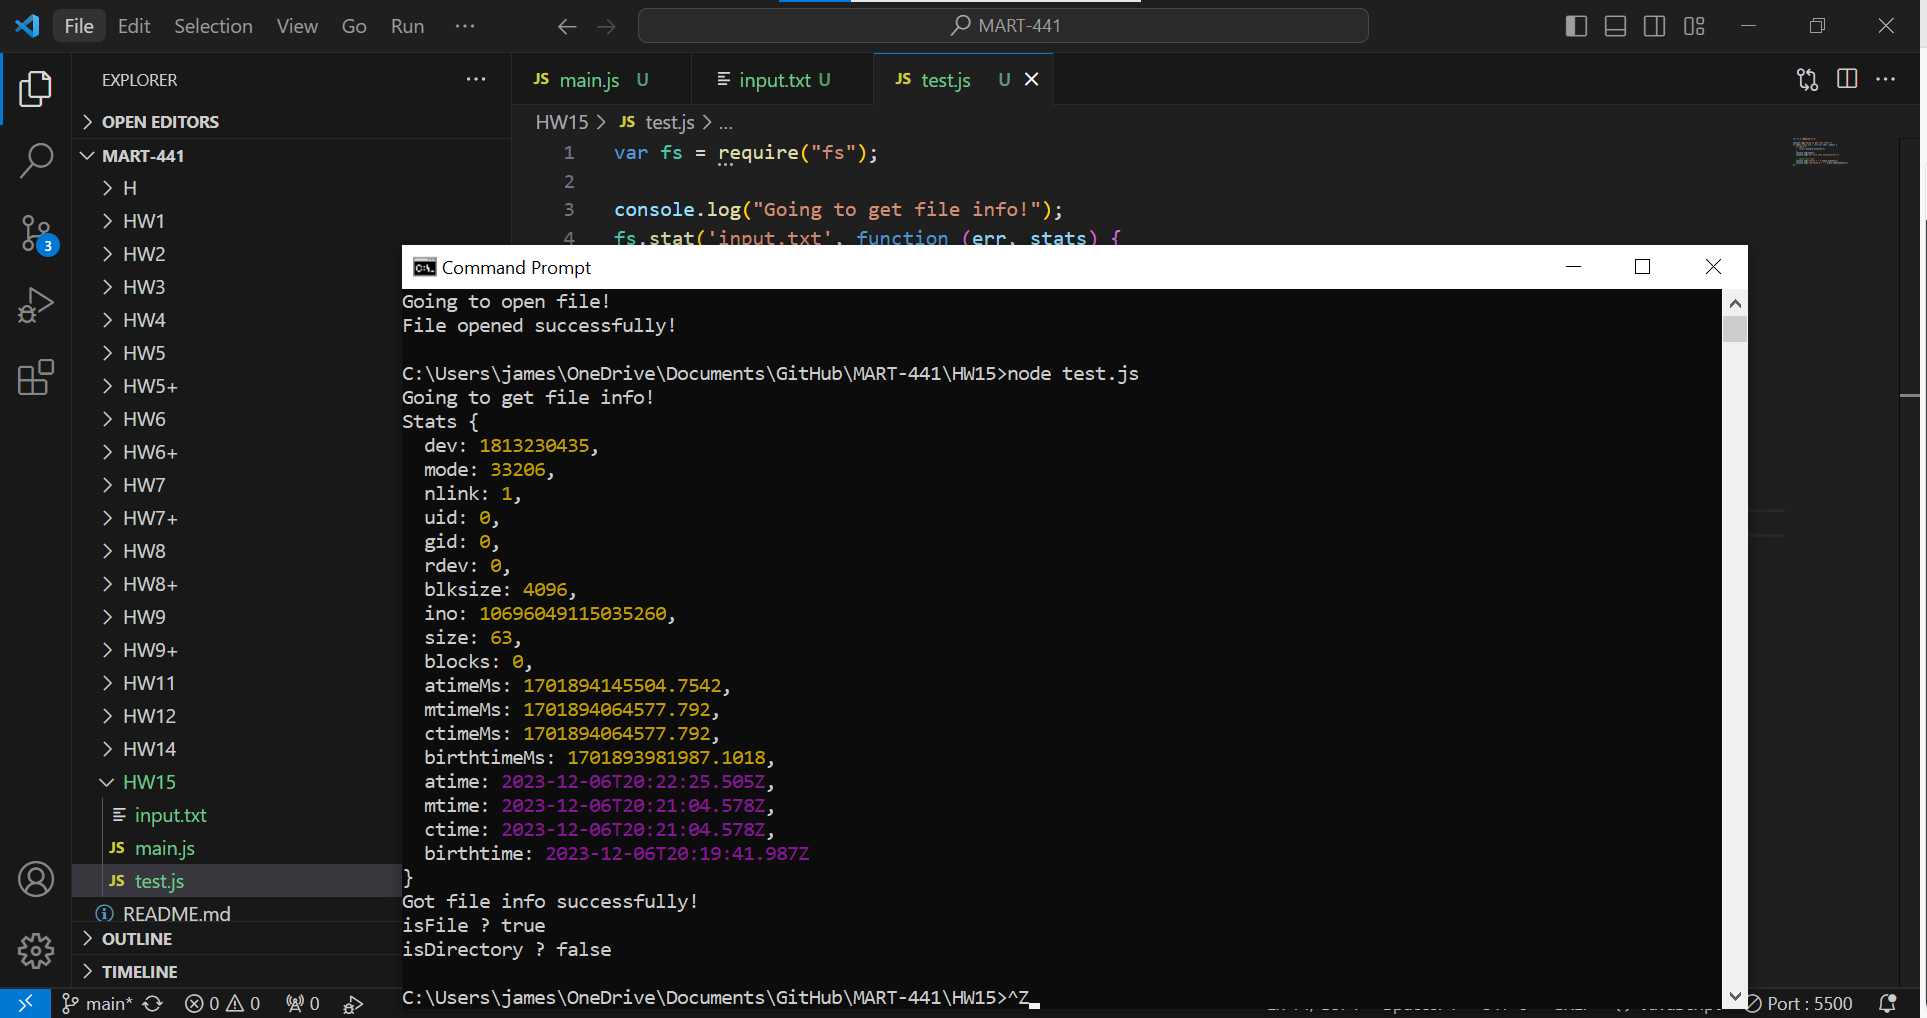 File Edit Selection View Go Run ··· MART-441
EXPLORER ···
JS main.js U input.txt U JS test.js U
OPEN EDITORS
MART-441
H
HW1
HW2
HW3
HW4
HW5
HW5+
HW6
HW6+
HW7
HW7+
HW8
HW8+
HW9
HW9+
HW11
HW12
HW14
HW15
input.txt
JS main.js
JS test.js
README.md
OUTLINE
TIMELINE
HW15 > JS test.js > ...
1 var fs = require("fs");
2
3 console.log("Going to get file info!");
4 fs.stat('input.txt', function (err, stats) {
Command Prompt
Going to open file!
File opened successfully!
C:\Users\james\OneDrive\Documents\GitHub\MART-441\HW15>node test.js
Going to get file info!
Stats {
dev: 1813230435,
mode: 33206,
nlink: 1,
uid: 0,
gid: 0,
rdev: 0,
blksize: 4096,
ino: 10696049115035260,
size: 63,
blocks: 0,
atimeMs: 1701894145504.7542,
mtimeMs: 1701894064577.792,
ctimeMs: 1701894064577.792,
birthtimeMs: 1701893981987.1018,
atime: 2023-12-06T20:22:25.505Z,
mtime: 2023-12-06T20:21:04.578Z,
ctime: 2023-12-06T20:21:04.578Z,
birthtime: 2023-12-06T20:19:41.987Z
}
Got file info successfully!
isFile ? true
isDirectory ? false
C:\Users\james\OneDrive\Documents\GitHub\MART-441\HW15>^Z
3
main* 0 0 0 Port : 5500